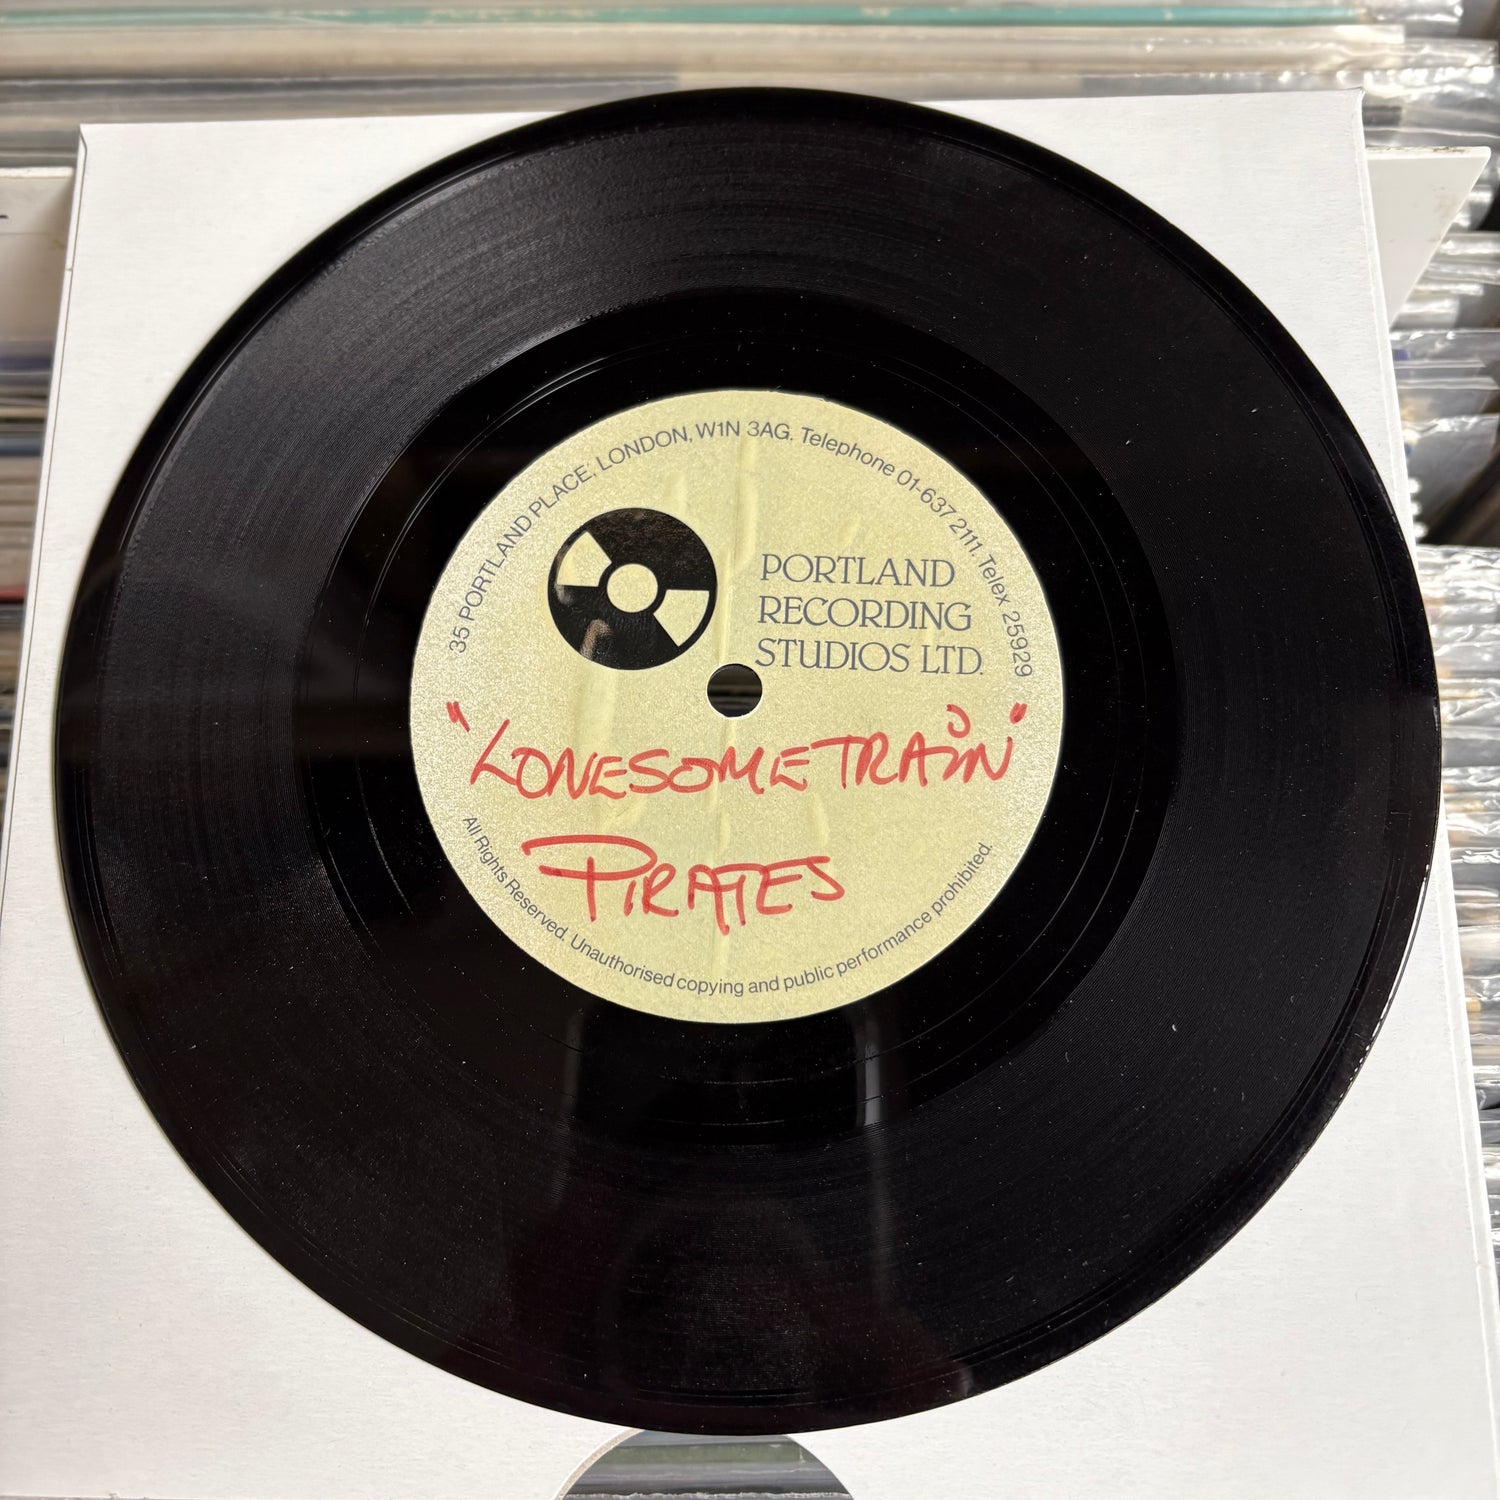 35 PORTLAND PLACE, LONDON, W1N 3AG. Telephone 01-637 2111. Telex 25929
PORTLAND
RECORDING
STUDIOS LTD.
"LONESOME TRAIN"
PIRATES
All Rights Reserved. Unauthorised copying and public performance prohibited.